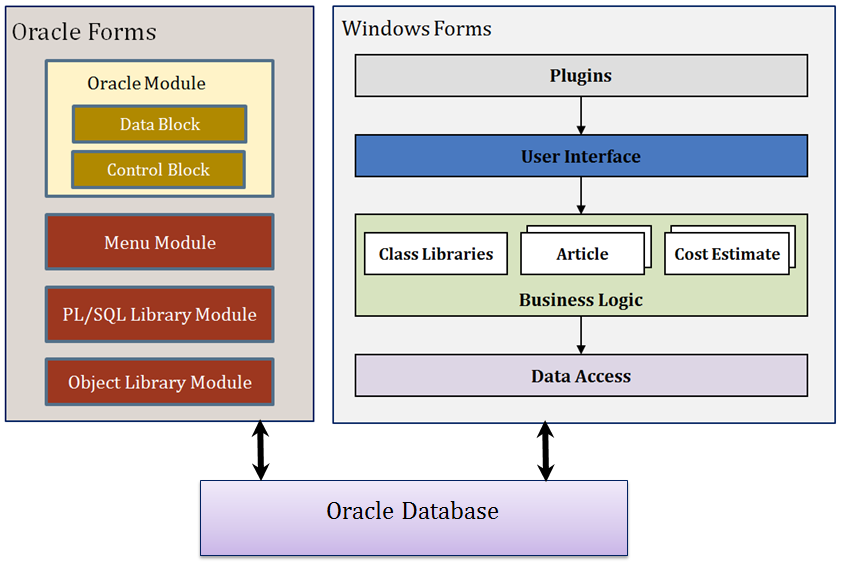 Oracle Forms
Oracle Module
Data Block
Control Block
Menu Module
PL/SQL Library Module
Object Library Module
Windows Forms
Plugins
User Interface
Class Libraries
Article
Cost Estimate
Business Logic
Data Access
Oracle Database